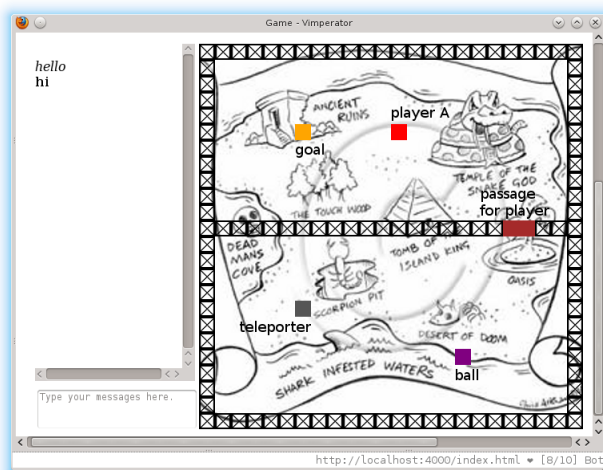 Game - Vimperator
hello
hi
Type your messages here.
ANCIENT
RUINS
player A
goal
TEMPLE OF THE
SNAKE GOD
passage
for player
THE TOUCH WOOD
DEAD
MANS
COVE
TOMB OF THE
ISLAND KING
OASIS
SCORPION PIT
teleporter
DESERT OF DOOM
SHARK INFESTED WATERS
ball
http://localhost:4000/index.html ❤ [8/10] Bot